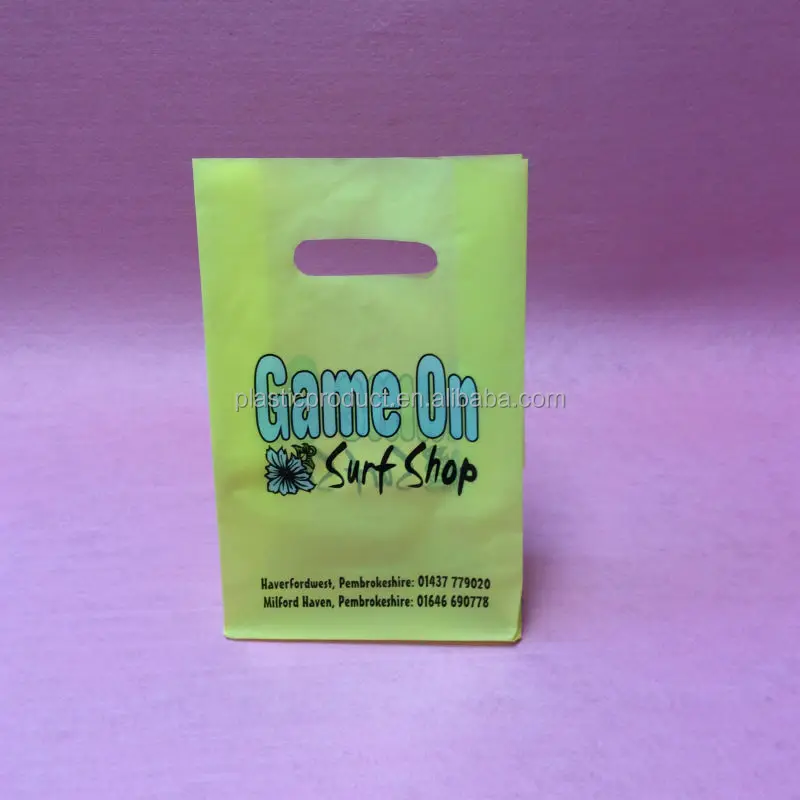 Game On
plasticproduct.en.alibaba.com
Surf Shop
Haverfordwest, Pembrokeshire: 01437 779020
Milford Haven, Pembrokeshire: 01646 690778